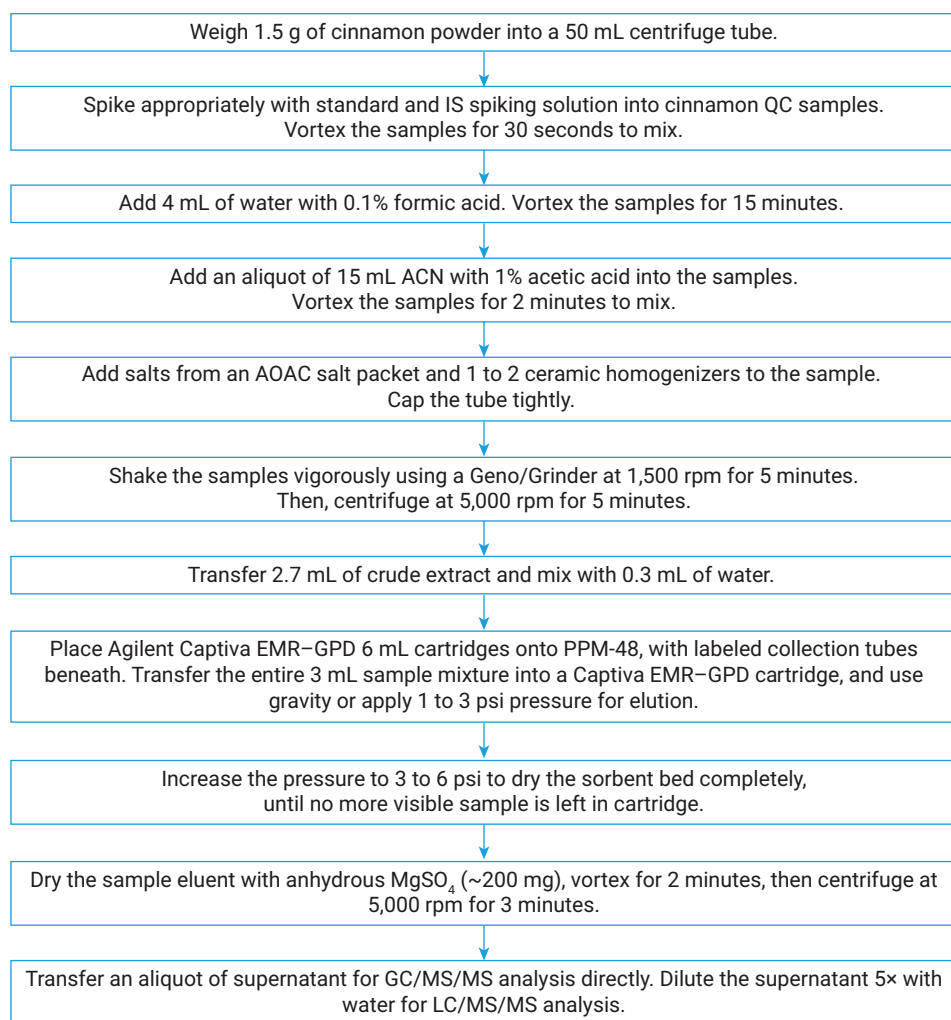 Weigh 1.5 g of cinnamon powder into a 50 mL centrifuge tube.
Spike appropriately with standard and IS spiking solution into cinnamon QC samples.
Vortex the samples for 30 seconds to mix.
Add 4 mL of water with 0.1% formic acid. Vortex the samples for 15 minutes.
Add an aliquot of 15 mL ACN with 1% acetic acid into the samples.
Vortex the samples for 2 minutes to mix.
Add salts from an AOAC salt packet and 1 to 2 ceramic homogenizers to the sample.
Cap the tube tightly.
Shake the samples vigorously using a Geno/Grinder at 1,500 rpm for 5 minutes.
Then, centrifuge at 5,000 rpm for 5 minutes.
Transfer 2.7 mL of crude extract and mix with 0.3 mL of water.
Place Agilent Captiva EMR–GPD 6 mL cartridges onto PPM-48, with labeled collection tubes
beneath. Transfer the entire 3 mL sample mixture into a Captiva EMR–GPD cartridge, and use
gravity or apply 1 to 3 psi pressure for elution.
Increase the pressure to 3 to 6 psi to dry the sorbent bed completely,
until no more visible sample is left in cartridge.
Dry the sample eluent with anhydrous MgSO₄ (~200 mg), vortex for 2 minutes, then centrifuge at
5,000 rpm for 3 minutes.
Transfer an aliquot of supernatant for GC/MS/MS analysis directly. Dilute the supernatant 5× with
water for LC/MS/MS analysis.